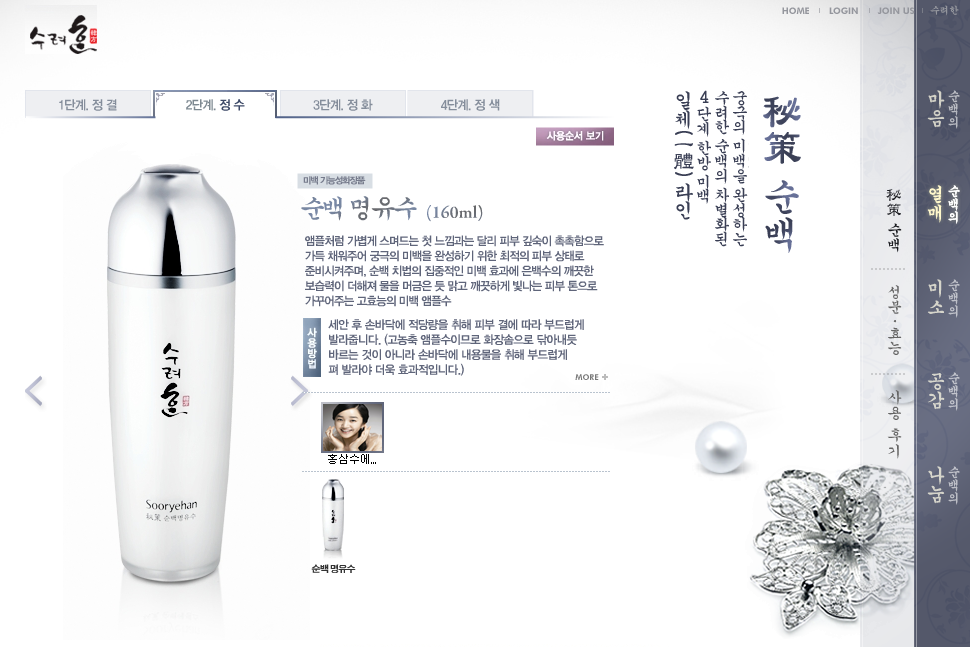 HOME | LOGIN | JOIN US | 수려한
수려한
1단계. 정 결
2단계. 정 수
3단계. 정 화
4단계. 정 색
사용순서 보기
미백 기능성화장품
순백 명유수 (160ml)
앰플처럼 가볍게 스며드는 첫 느낌과는 달리 피부 깊숙이 촉촉함으로
가득 채워주어 궁극의 미백을 완성하기 위한 최적의 피부 상태로
준비시켜주며, 순백 치법의 집중적인 미백 효과에 은백수의 깨끗한
보습력이 더해져 물을 머금은 듯 맑고 깨끗하게 빛나는 피부 톤으로
가꾸어주는 고효능의 미백 앰플수
사용방법
세안 후 손바닥에 적당량을 취해 피부 결에 따라 부드럽게
발라줍니다. (고농축 앰플수이므로 화장솜으로 닦아내듯
바르는 것이 아니라 손바닥에 내용물을 취해 부드럽게
펴 발라야 더욱 효과적입니다.)
MORE +
홍삼수에...
순백 명유수
수려한
Sooryehan
秘策 순백명유수
秘策 순백
궁극의 미백을 완성하는
수려한 순백의 차별화된
4단계 한방 미백
일체(一體) 라인
秘策 순백
성분·효능
사용 후기
순백의
마음
순백의
열매
순백의
미소
순백의
공감
순백의
나눔